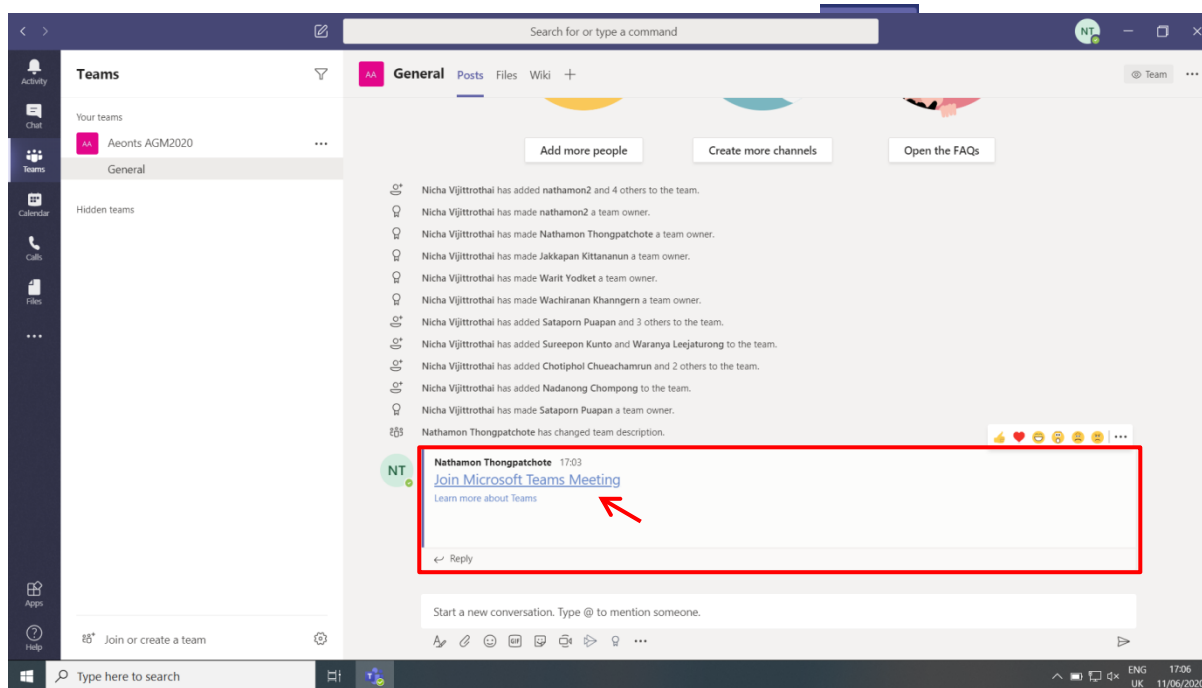 Search for or type a command
NT
Activity
Chat
Teams
Calendar
Calls
Files
Apps
Help
Teams
Your teams
AA Aeonts AGM2020
General
Hidden teams
Join or create a team
AA General Posts Files Wiki
Team
Add more people
Create more channels
Open the FAQs
Nicha Vijittrothai has added nathamon2 and 4 others to the team.
Nicha Vijittrothai has made nathamon2 a team owner.
Nicha Vijittrothai has made Nathamon Thongpatchote a team owner.
Nicha Vijittrothai has made Jakkapan Kittananun a team owner.
Nicha Vijittrothai has made Warit Yodket a team owner.
Nicha Vijittrothai has made Wachiranan Khanngern a team owner.
Nicha Vijittrothai has added Sataporn Puapan and 3 others to the team.
Nicha Vijittrothai has added Sureepon Kunto and Waranya Leejaturong to the team.
Nicha Vijittrothai has added Chotiphol Chueachamrun and 2 others to the team.
Nicha Vijittrothai has added Nadanong Chompong to the team.
Nicha Vijittrothai has made Sataporn Puapan a team owner.
Nathamon Thongpatchote has changed team description.
NT
Nathamon Thongpatchote 17:03
Join Microsoft Teams Meeting
Learn more about Teams
Reply
Start a new conversation. Type @ to mention someone.
GIF
Type here to search
T
ENG
UK
17:06
11/06/2020